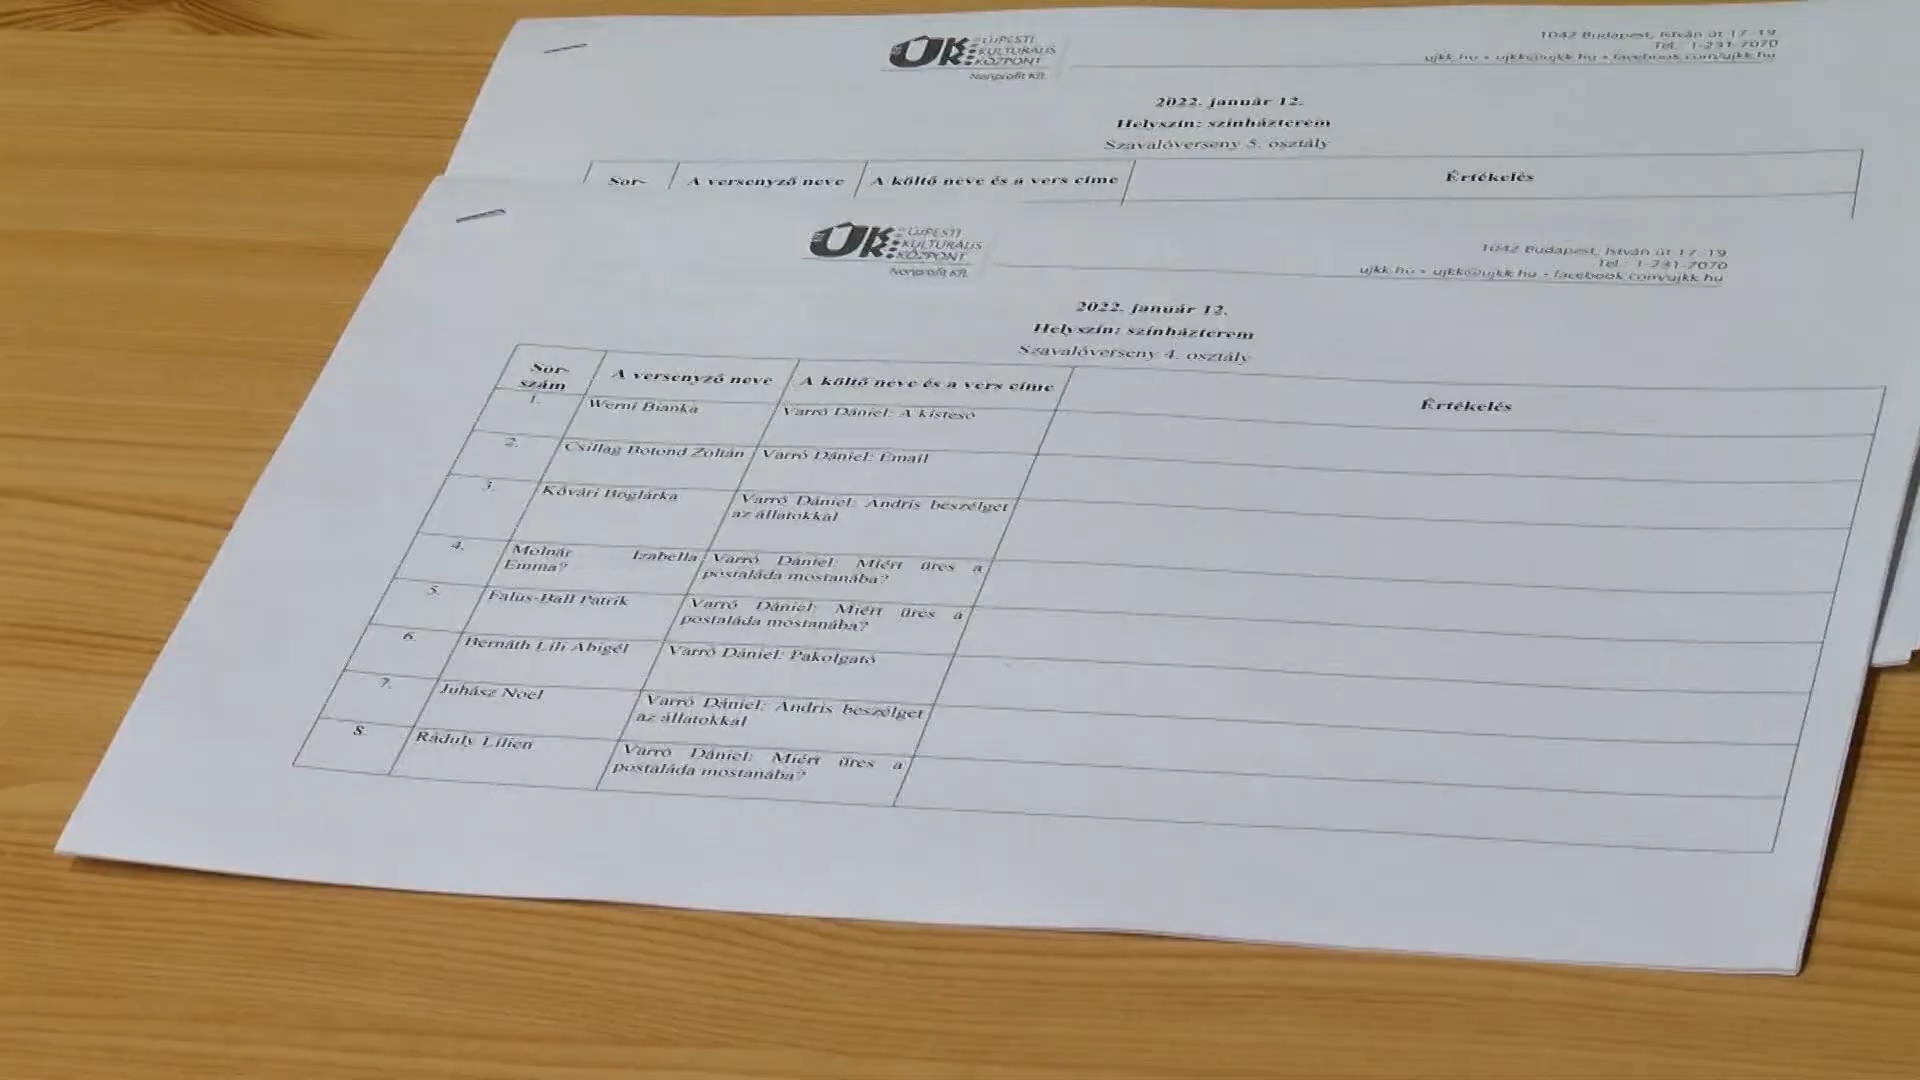 ÚKK ÚJPESTI
KULTURÁLIS
KÖZPONT
Nonprofit Kft.
1042 Budapest, István út 17-19
Tel.: 1-231-7070
ujkk.hu • ujkk@ujkk.hu • facebook.com/ujkk.hu
2022. január 12.
Helyszín: színházterem
Szavalóverseny 5. osztály
Sor- A versenyző neve A költő neve és a vers címe Értékelés
ÚKK ÚJPESTI
KULTURÁLIS
KÖZPONT
Nonprofit Kft.
1042 Budapest, István út 17-19
Tel.: 1-231-7070
ujkk.hu • ujkk@ujkk.hu • facebook.com/ujkk.hu
2022. január 12.
Helyszín: színházterem
Szavalóverseny 4. osztály
Sor-
szám A versenyző neve A költő neve és a vers címe Értékelés
1. Werni Bianka Varró Dániel: A kistesó
2. Csillag Botond Zoltán Varró Dániel: Email
3. Kővári Boglárka Varró Dániel: Andris beszélget
az állatokkal
4. Molnár Izabella Varró Dániel: Miért üres a
Emma? postaláda mostanába?
5. Falus-Ball Patrik Varró Dániel: Miért üres a
postaláda mostanába?
6. Bernáth Lili Abigél Varró Dániel: Pakolgató
7. Juhász Noel Varró Dániel: Andris beszélget
az állatokkal
8. Ráduly Lilien Varró Dániel: Miért üres a
postaláda mostanába?